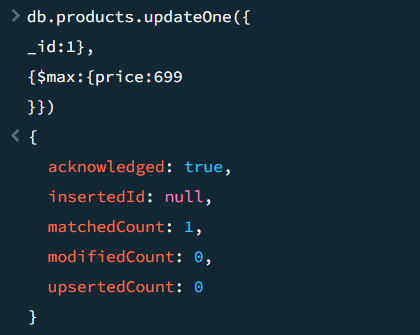 > db.products.updateOne({
_id:1},
{$max:{price:699
}})
< {
acknowledged: true,
insertedId: null,
matchedCount: 1,
modifiedCount: 0,
upsertedCount: 0
}